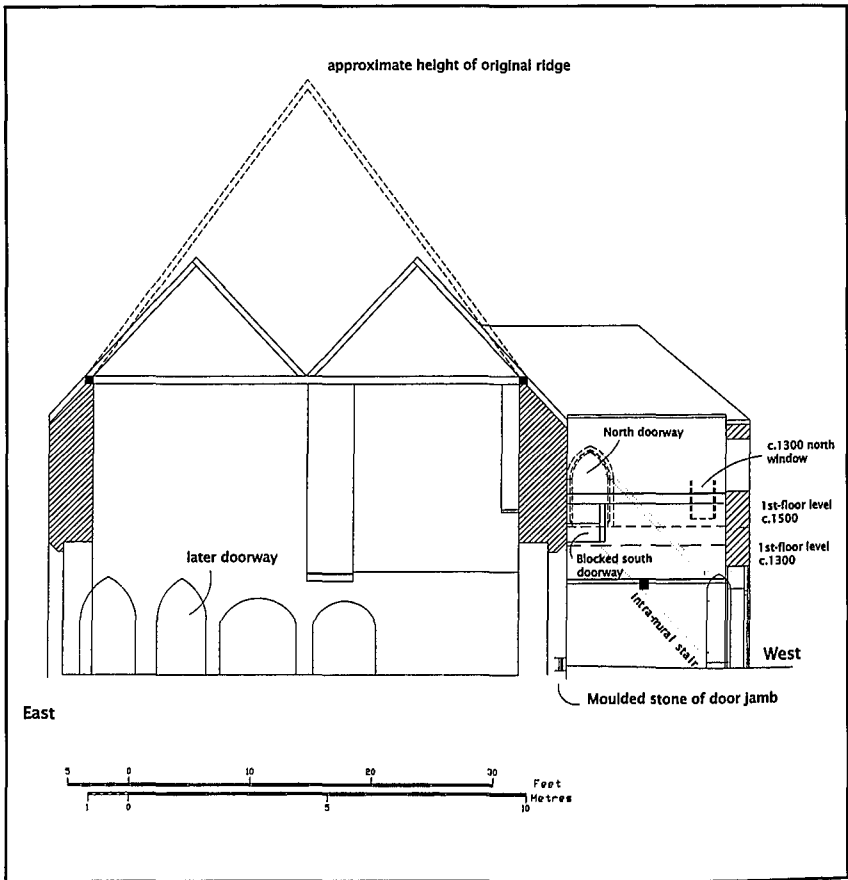 approximate height of original ridge
North doorway
c.1300 north
window
1st-floor level
c.1500
1st-floor level
c.1300
Blocked south
doorway
later doorway
intra-mural stair
West
Moulded stone of door jamb
East
5 0 10 20 30
Feet
Metres
1 0 5 10